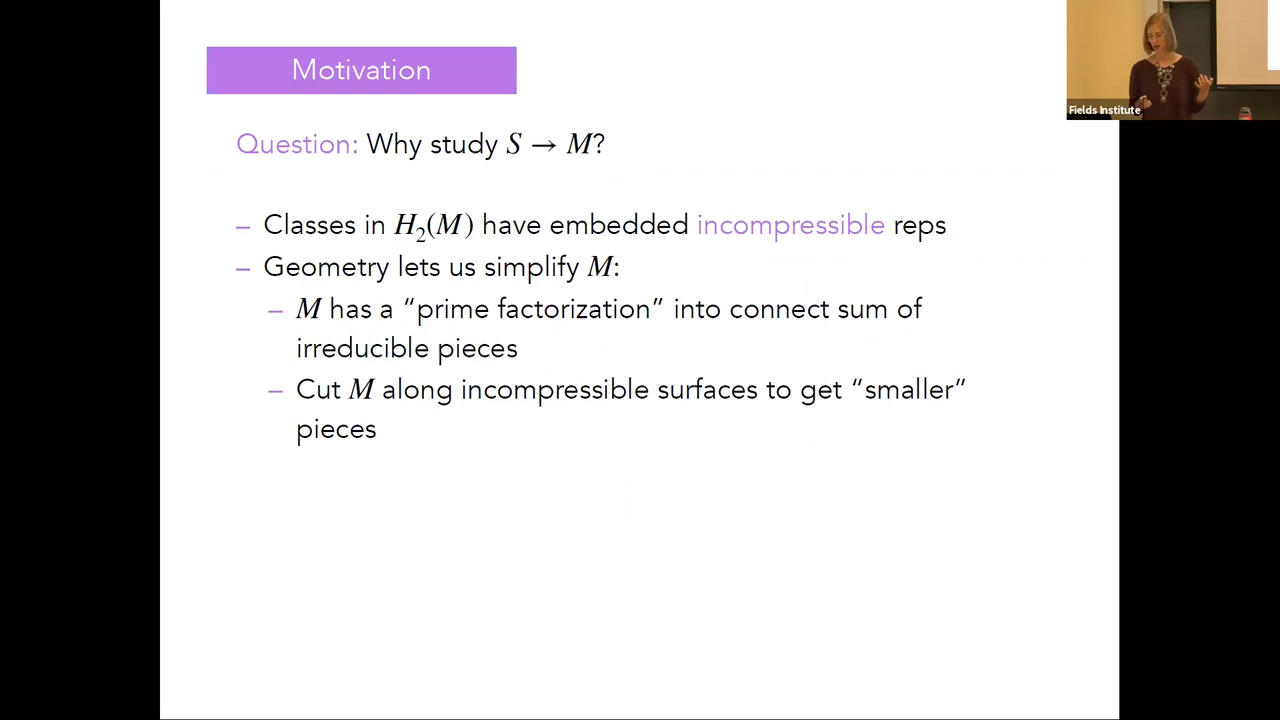 Motivation
Fields Institute
Question: Why study S → M?
– Classes in H₂(M) have embedded incompressible reps
– Geometry lets us simplify M:
– M has a “prime factorization” into connect sum of
irreducible pieces
– Cut M along incompressible surfaces to get “smaller”
pieces